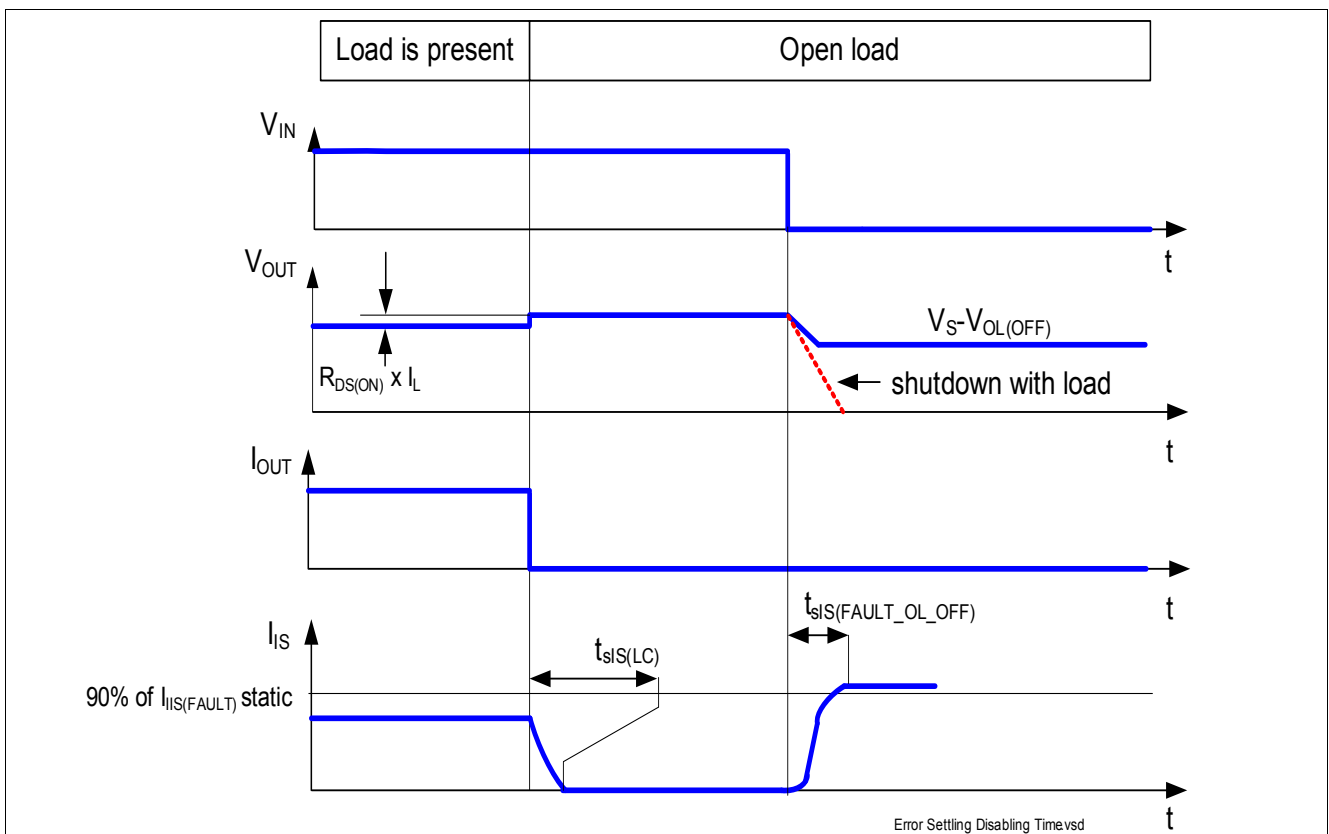 Load is present
Open load
VIN
t
VOUT
VS-VOL(OFF)
RDS(ON) x IL
shutdown with load
t
IOUT
t
tsIS(FAULT_OL_OFF)
IIS
tsIS(LC)
90% of IIIS(FAULT) static
t
Error Settling Disabling Time.vsd